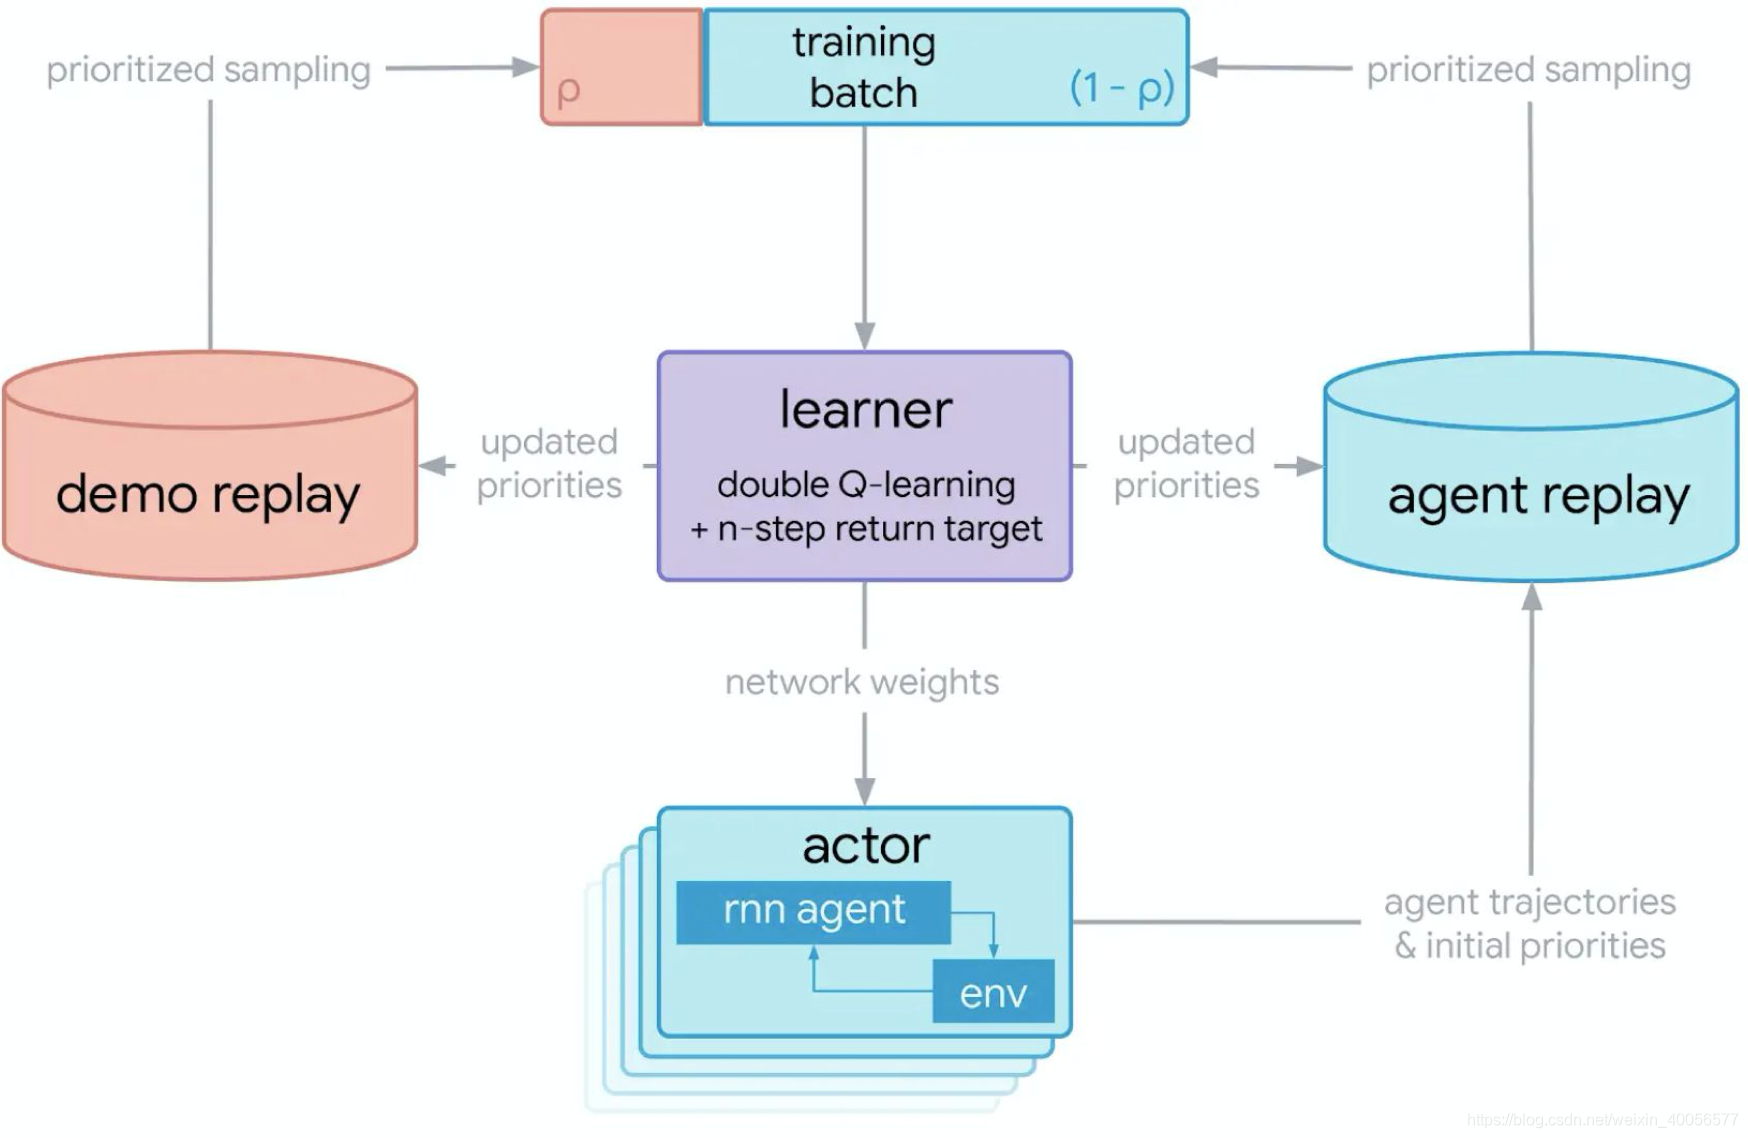 prioritized sampling
training
batch
ρ
(1 - ρ)
prioritized sampling
demo replay
updated
priorities
learner
double Q-learning
+ n-step return target
updated
priorities
agent replay
network weights
actor
rnn agent
env
agent trajectories
& initial priorities
https://blog.csdn.net/weixin_40056577